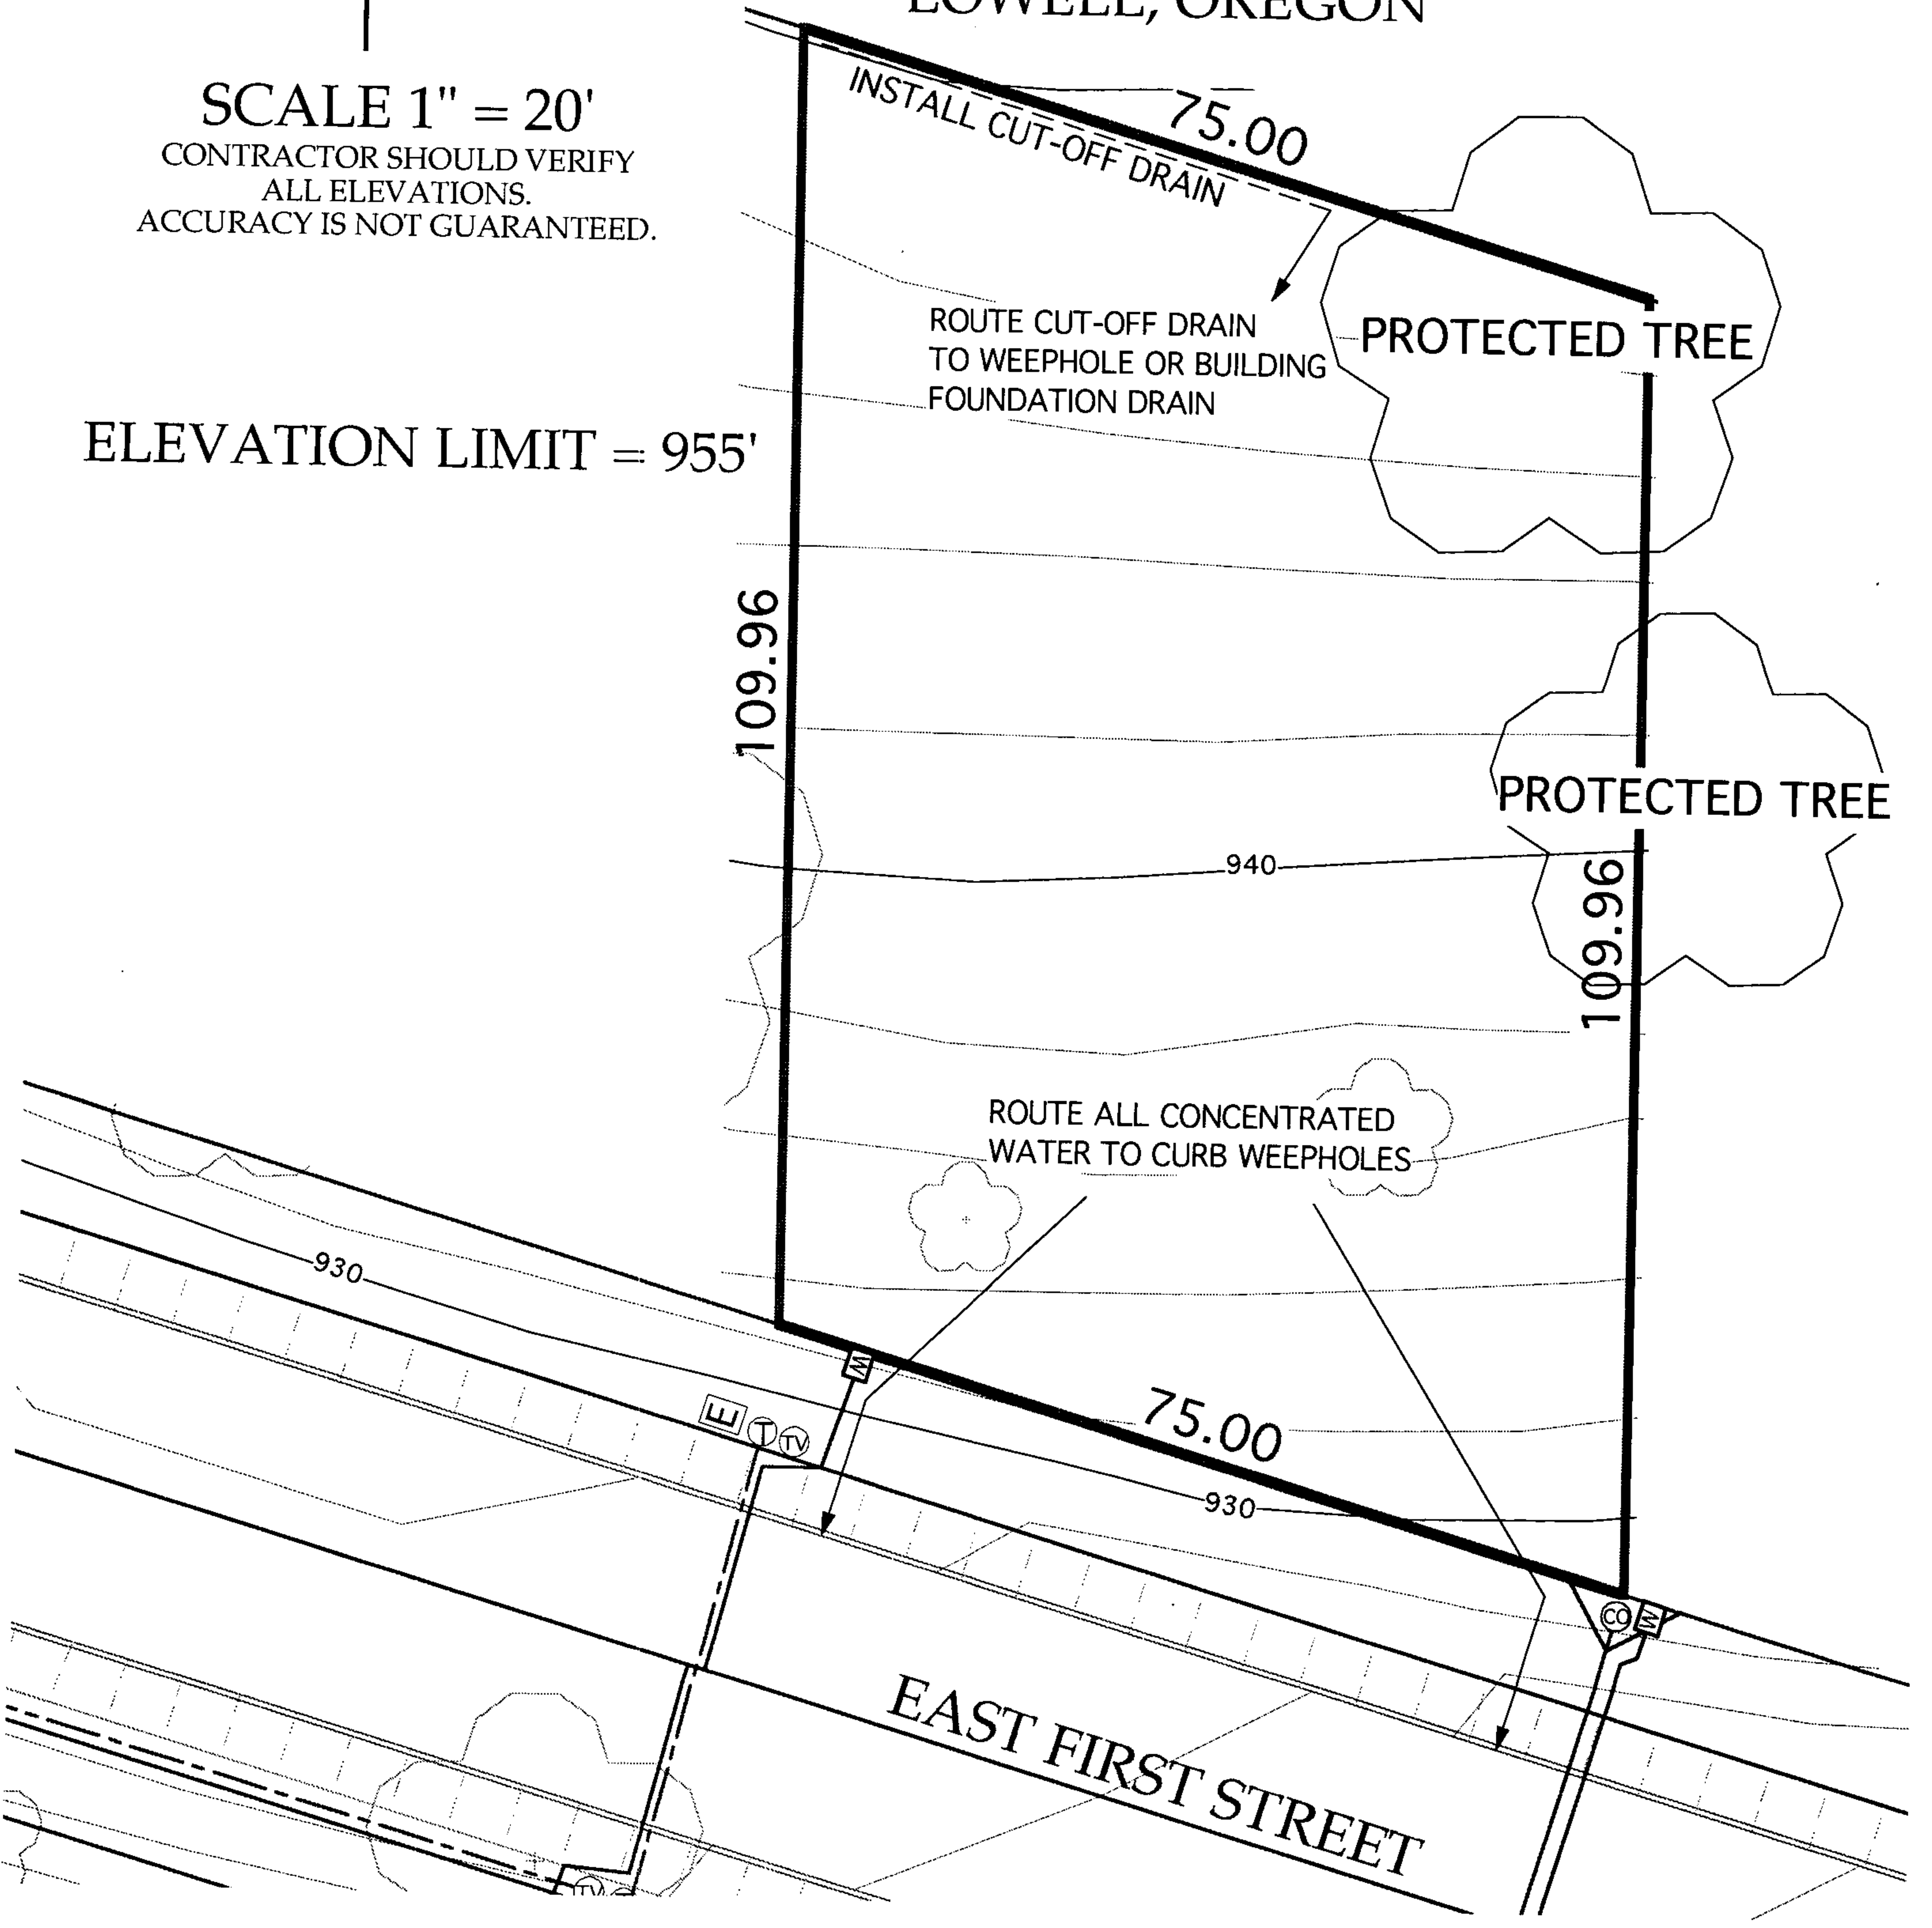 LOWELL, OREGON
SCALE 1" = 20'
CONTRACTOR SHOULD VERIFY
ALL ELEVATIONS.
ACCURACY IS NOT GUARANTEED.
INSTALL CUT-OFF DRAIN
75.00
ROUTE CUT-OFF DRAIN
TO WEEPHOLE OR BUILDING
FOUNDATION DRAIN
PROTECTED TREE
ELEVATION LIMIT = 955'
109.96
PROTECTED TREE
940
109.96
ROUTE ALL CONCENTRATED
WATER TO CURB WEEPHOLES
930
W
E
T
TV
75.00
930
CO
W
EAST FIRST STREET
TV